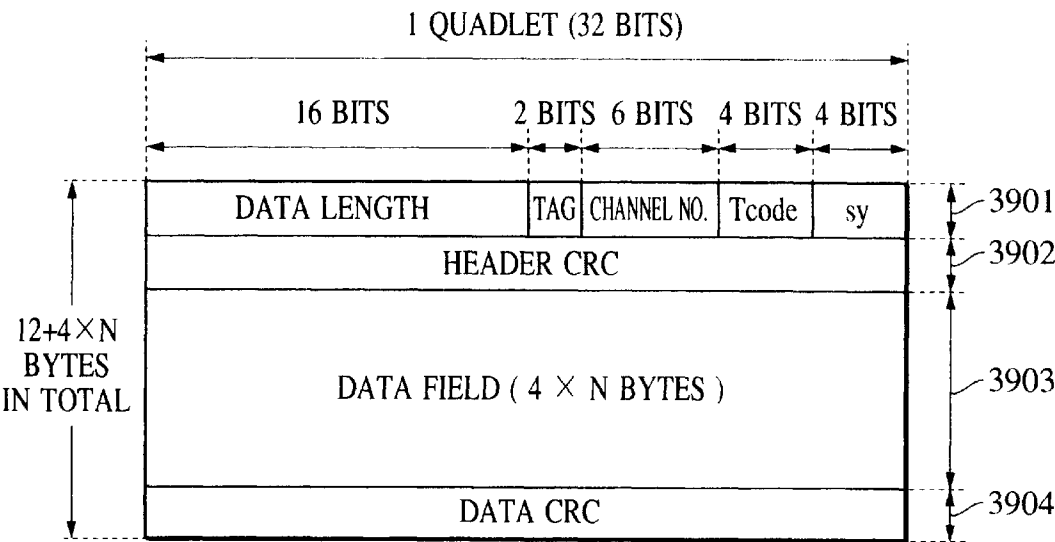 1 QUADLET (32 BITS)
16 BITS 2 BITS 6 BITS 4 BITS 4 BITS
DATA LENGTH TAG CHANNEL NO. Tcode sy 3901
HEADER CRC 3902
12+4×N
BYTES
IN TOTAL
DATA FIELD ( 4 × N BYTES ) 3903
DATA CRC 3904